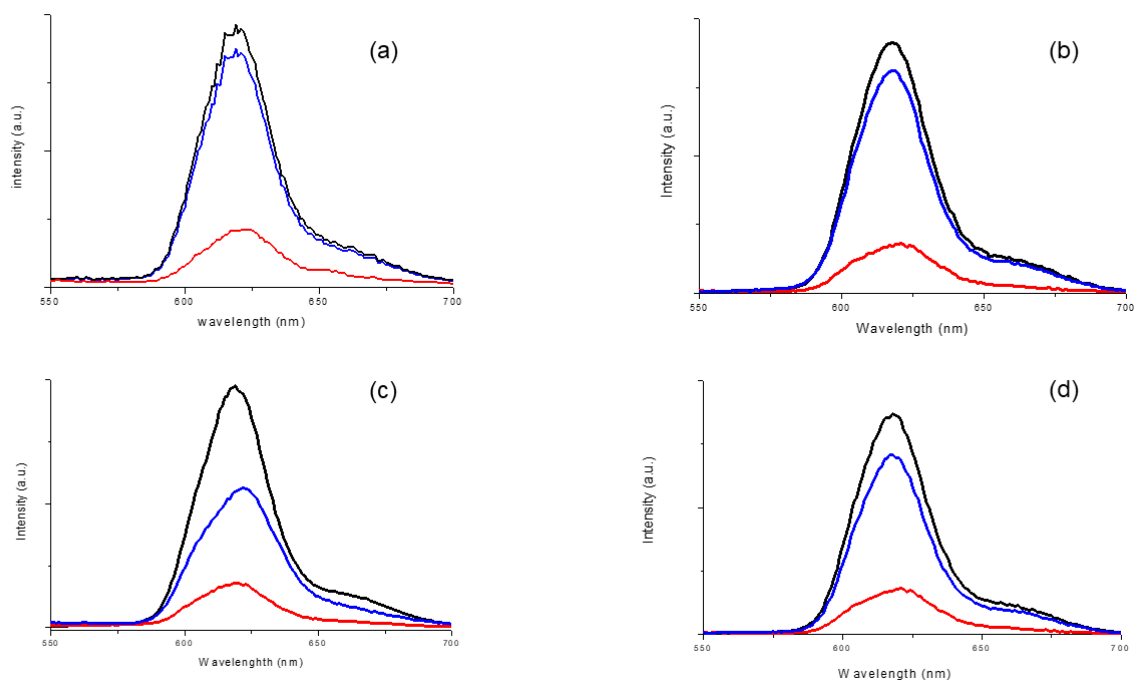 (a)
intensity (a.u.)
550 600 650 700
wavelength (nm)
(b)
Intensity (a.u.)
550 600 650 700
Wavelength (nm)
(c)
Intensity (a.u.)
550 600 650 700
Wavelenghth (nm)
(d)
Intensity (a.u.)
550 600 650 700
Wavelength (nm)